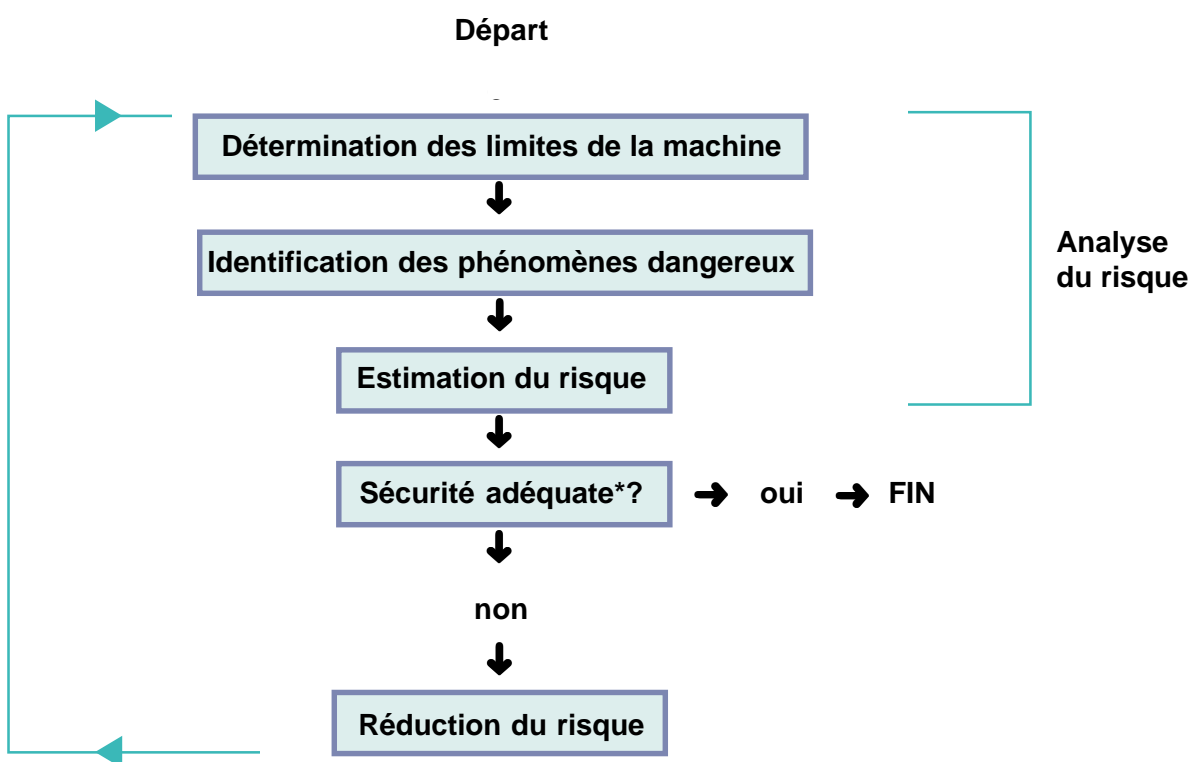 Départ
Détermination des limites de la machine
Identification des phénomènes dangereux
Analyse
du risque
Estimation du risque
Sécurité adéquate*?
oui
FIN
non
Réduction du risque